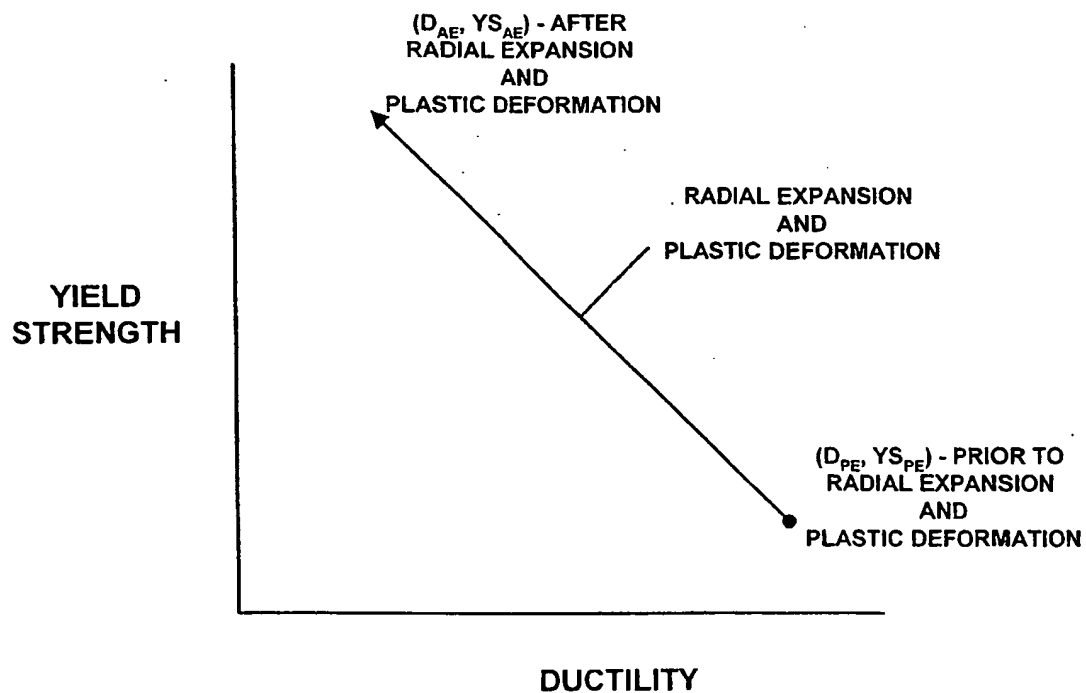 (D_AE, YS_AE) - AFTER
RADIAL EXPANSION
AND
PLASTIC DEFORMATION
RADIAL EXPANSION
AND
PLASTIC DEFORMATION
YIELD
STRENGTH
(D_PE, YS_PE) - PRIOR TO
RADIAL EXPANSION
AND
PLASTIC DEFORMATION
DUCTILITY